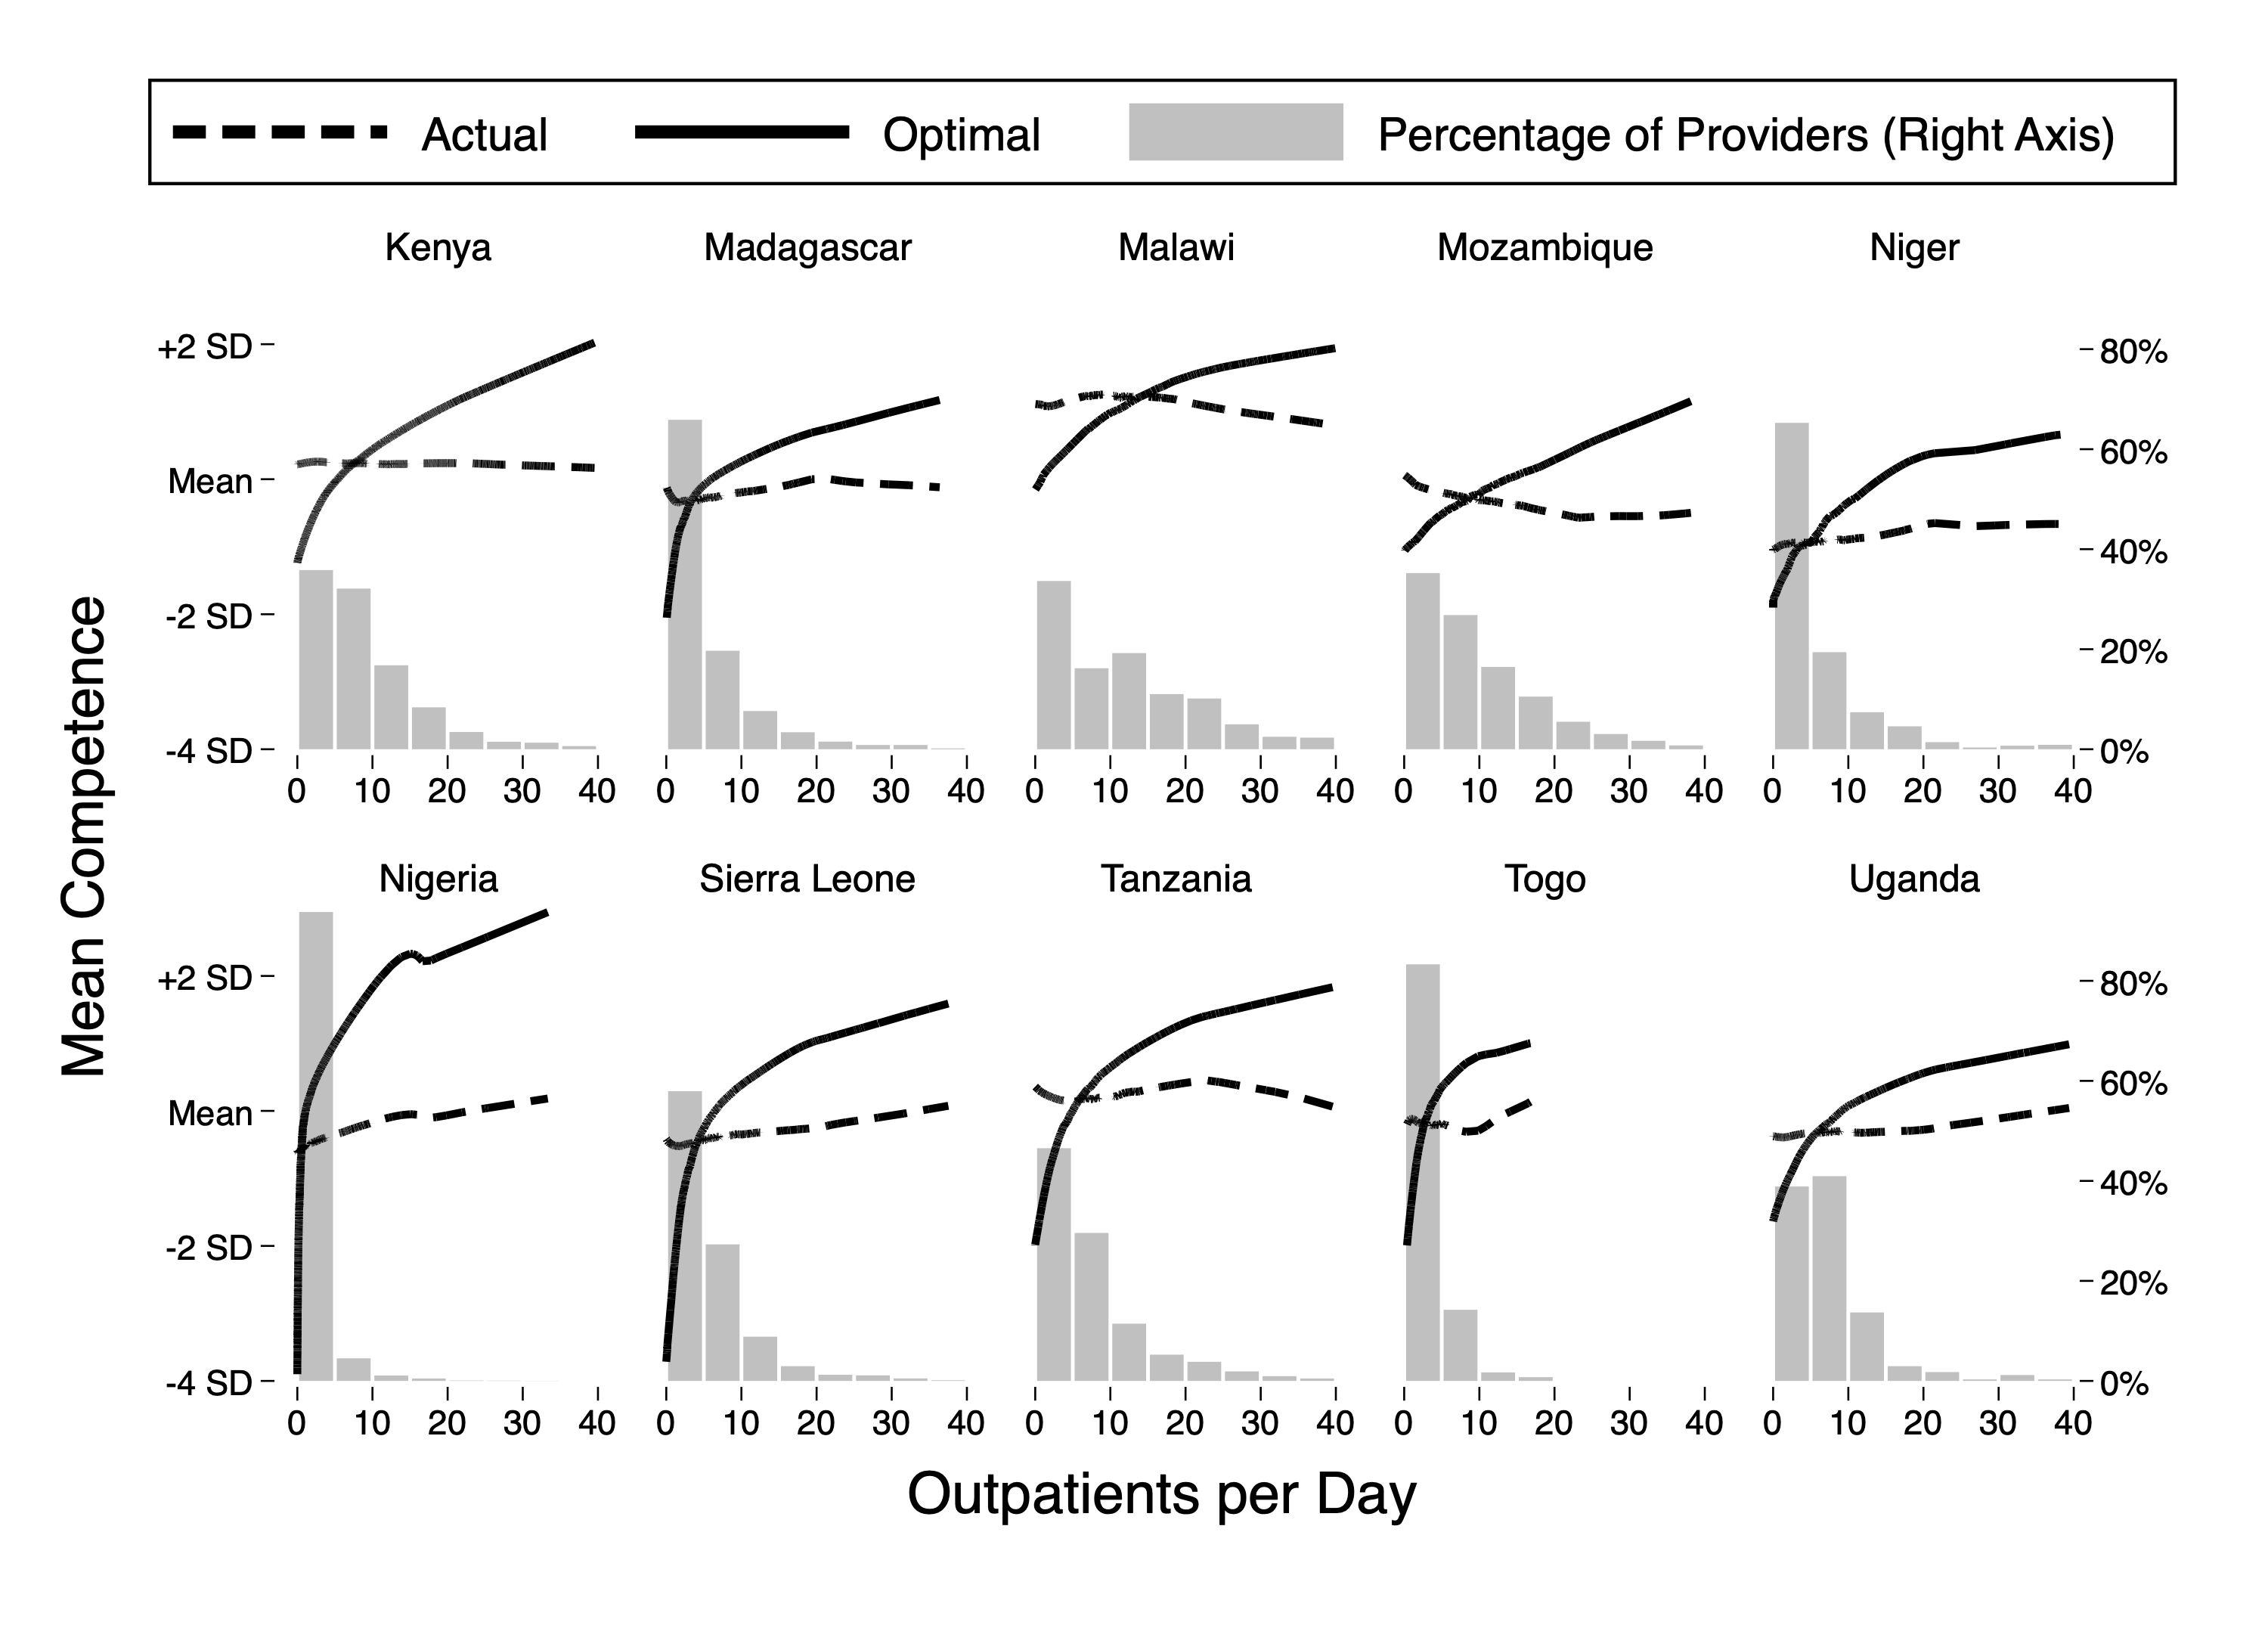 Actual Optimal Percentage of Providers (Right Axis)
Kenya Madagascar Malawi Mozambique Niger
+2 SD
Mean
-2 SD
-4 SD
80%
60%
40%
20%
0%
0 10 20 30 40 0 10 20 30 40 0 10 20 30 40 0 10 20 30 40 0 10 20 30 40
Nigeria Sierra Leone Tanzania Togo Uganda
+2 SD
Mean
-2 SD
-4 SD
80%
60%
40%
20%
0%
0 10 20 30 40 0 10 20 30 40 0 10 20 30 40 0 10 20 30 40 0 10 20 30 40
Mean Competence
Outpatients per Day